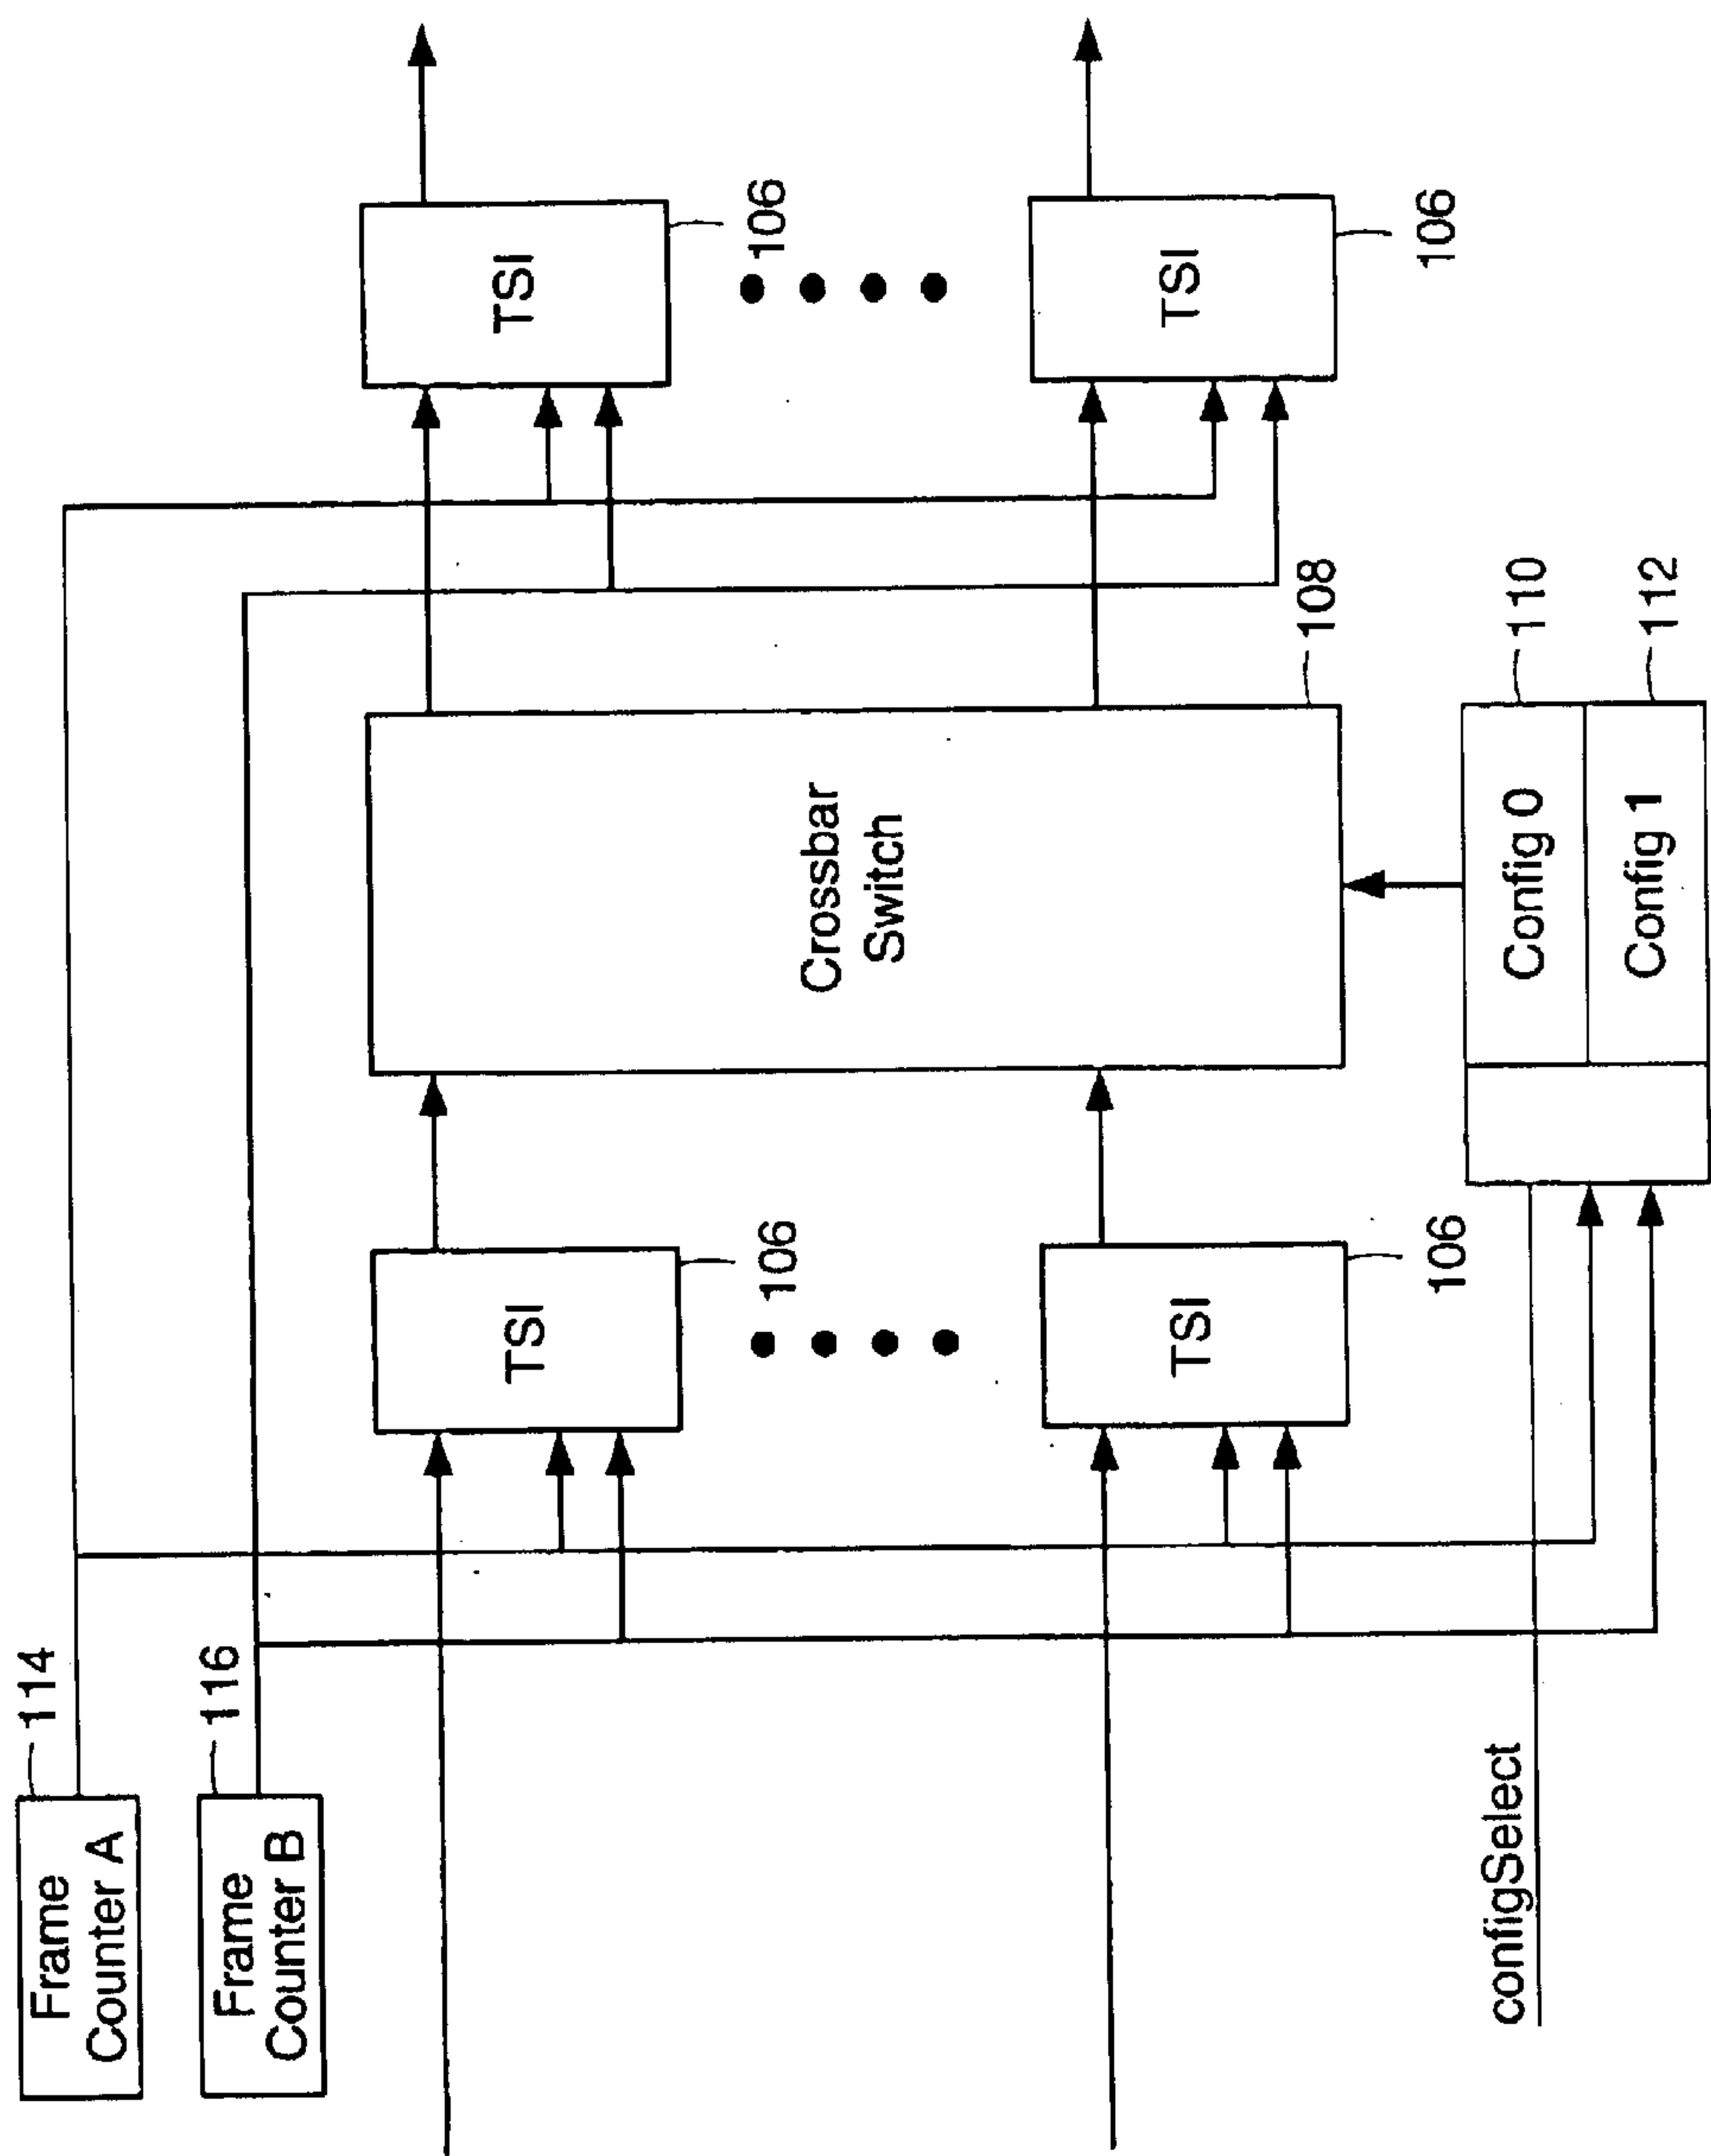 Frame
Counter A
114
Frame
Counter B
116
TSI
106
TSI
106
Crossbar
Switch
108
TSI
106
TSI
106
configSelect
Config 0
110
Config 1
112